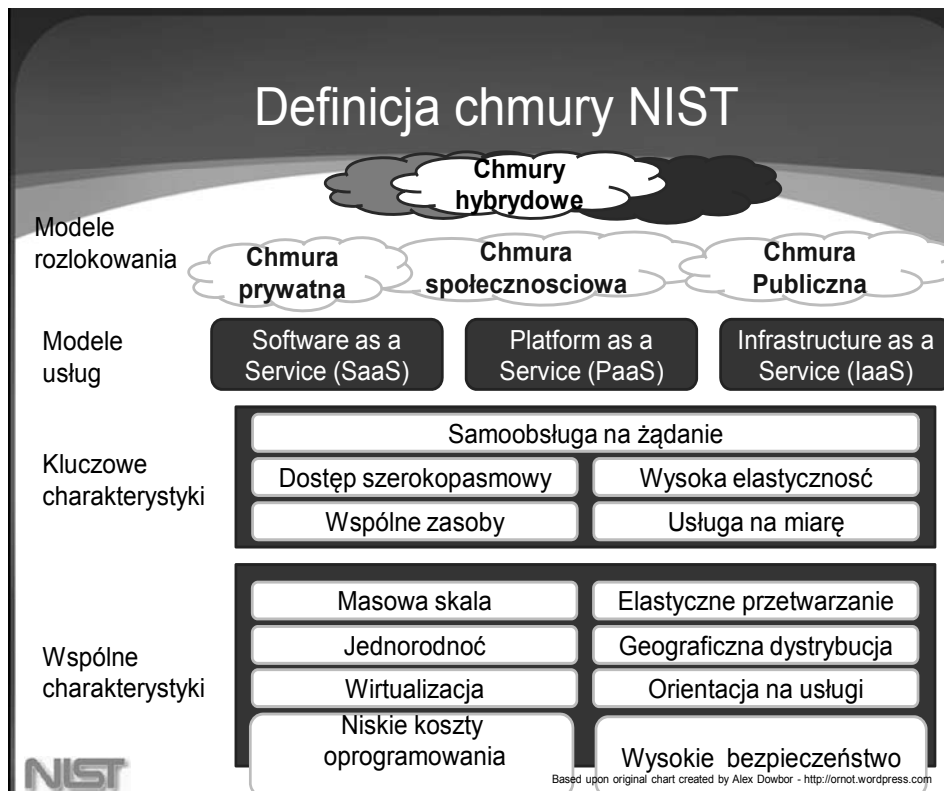 Definicja chmury NIST
Chmury
hybrydowe
Modele
rozlokowania
Chmura
prywatna
Chmura
społecznosciowa
Chmura
Publiczna
Modele
usług
Software as a
Service (SaaS)
Platform as a
Service (PaaS)
Infrastructure as a
Service (IaaS)
Kluczowe
charakterystyki
Samoobsługa na żądanie
Dostęp szerokopasmowy
Wysoka elastycznosć
Wspólne zasoby
Usługa na miarę
Wspólne
charakterystyki
Masowa skala
Elastyczne przetwarzanie
Jednorodnoć
Geograficzna dystrybucja
Wirtualizacja
Orientacja na usługi
Niskie koszty
oprogramowania
Wysokie bezpieczeństwo
NIST
Based upon original chart created by Alex Dowbor - http://ornot.wordpress.com